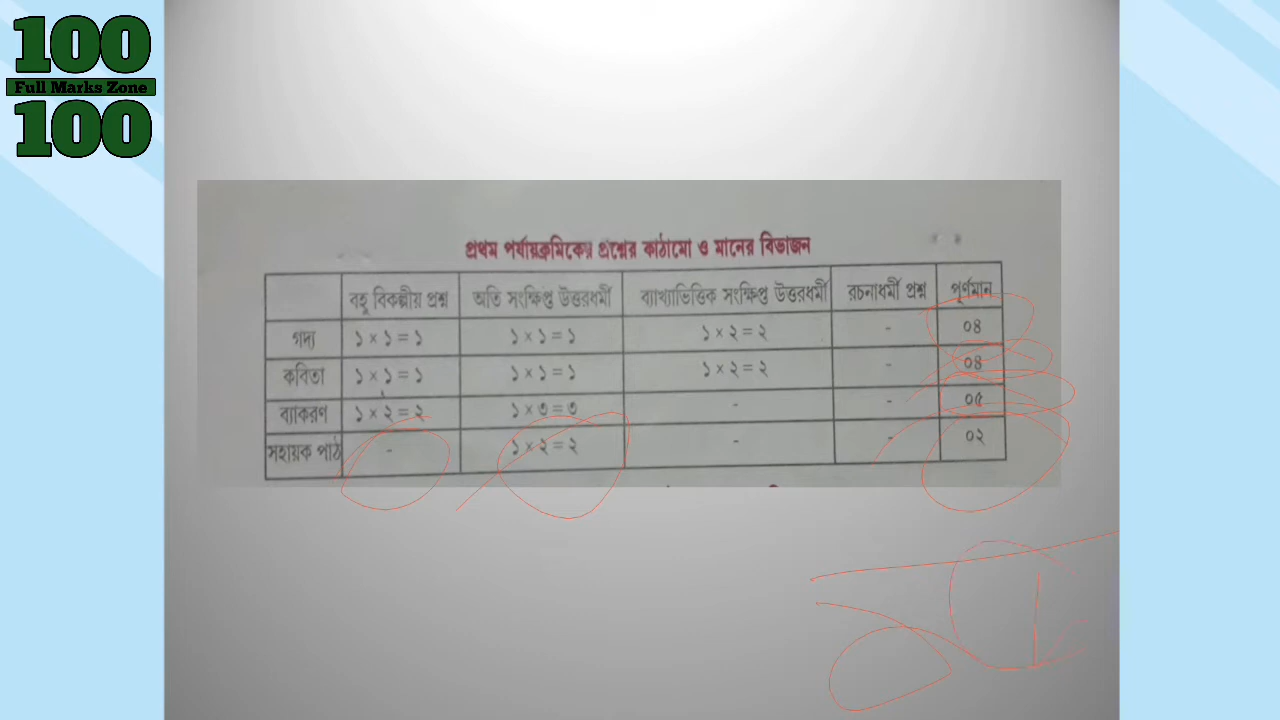 100
Full Marks Zone
100
প্রথম পর্যায়ক্রমিকের প্রশ্নের কাঠামো ও মানের বিভাজন
বহু বিকল্পীয় প্রশ্ন অতি সংক্ষিপ্ত উত্তরধর্মী ব্যাখ্যাভিত্তিক সংক্ষিপ্ত উত্তরধর্মী রচনাধর্মী প্রশ্ন পূর্ণমান
গদ্য ১ × ১ = ১ ১ × ১ = ১ ১ × ২ = ২ - ০৪
কবিতা ১ × ১ = ১ ১ × ১ = ১ ১ × ২ = ২ - ০৪
ব্যাকরণ ১ × ২ = ২ ১ × ৩ = ৩ - - ০৫
সহায়ক পাঠ - ১ × ২ = ২ - - ০২